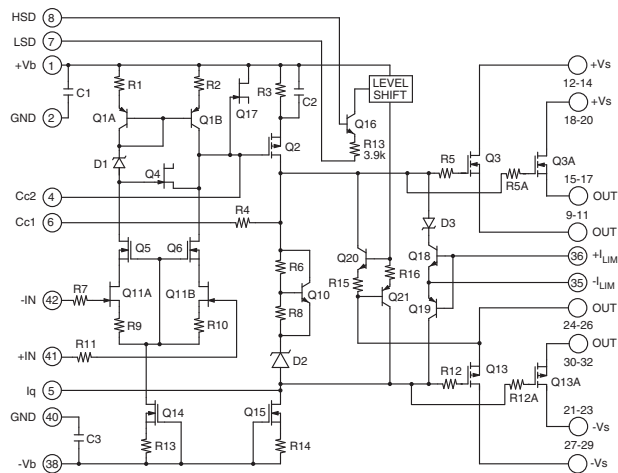 HSD 8
LSD 7
+Vb 1
GND 2
C1
R1
R2
Q1A
Q1B
Q17
R3
C2
Q16
LEVEL
SHIFT
R13
3.9k
Q2
D1
Q4
Cc2 4
Cc1 6
R4
R5
Q3
R5A
Q3A
+Vs
12-14
+Vs
18-20
15-17
OUT
9-11
OUT
Q5
Q6
R6
Q10
R8
Q20
R15
R16
Q21
D3
Q18
Q19
36 +ILIM
35 -ILIM
-IN 42 R7
Q11A
Q11B
R9
R10
+IN 41 R11
D2
Iq 5
R12
Q13
R12A
Q13A
24-26
OUT
30-32
OUT
21-23
-Vs
27-29
-Vs
GND 40
C3
Q14
Q15
R13
R14
-Vb 38